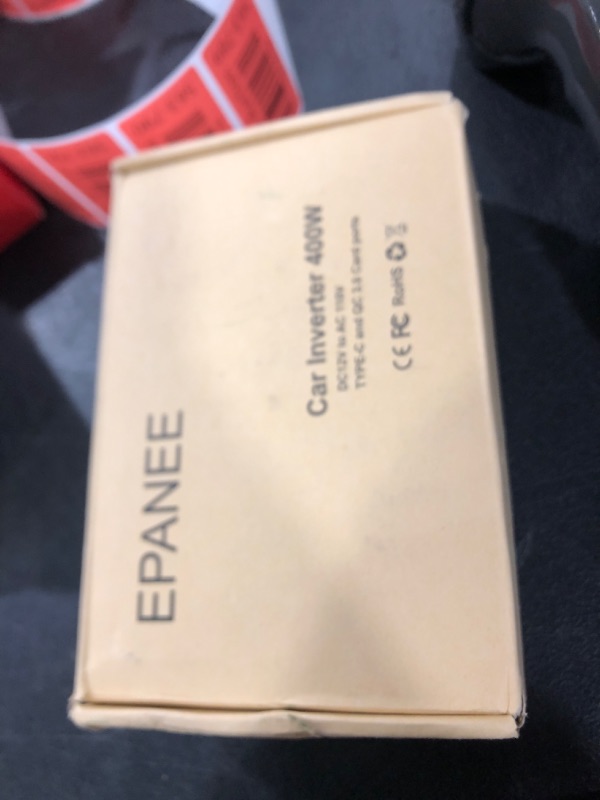 EPANEE
Car Inverter 400W
DC12V to AC 110V
TYPE-C and QC 3.0 Card ports
CE FC RoHS